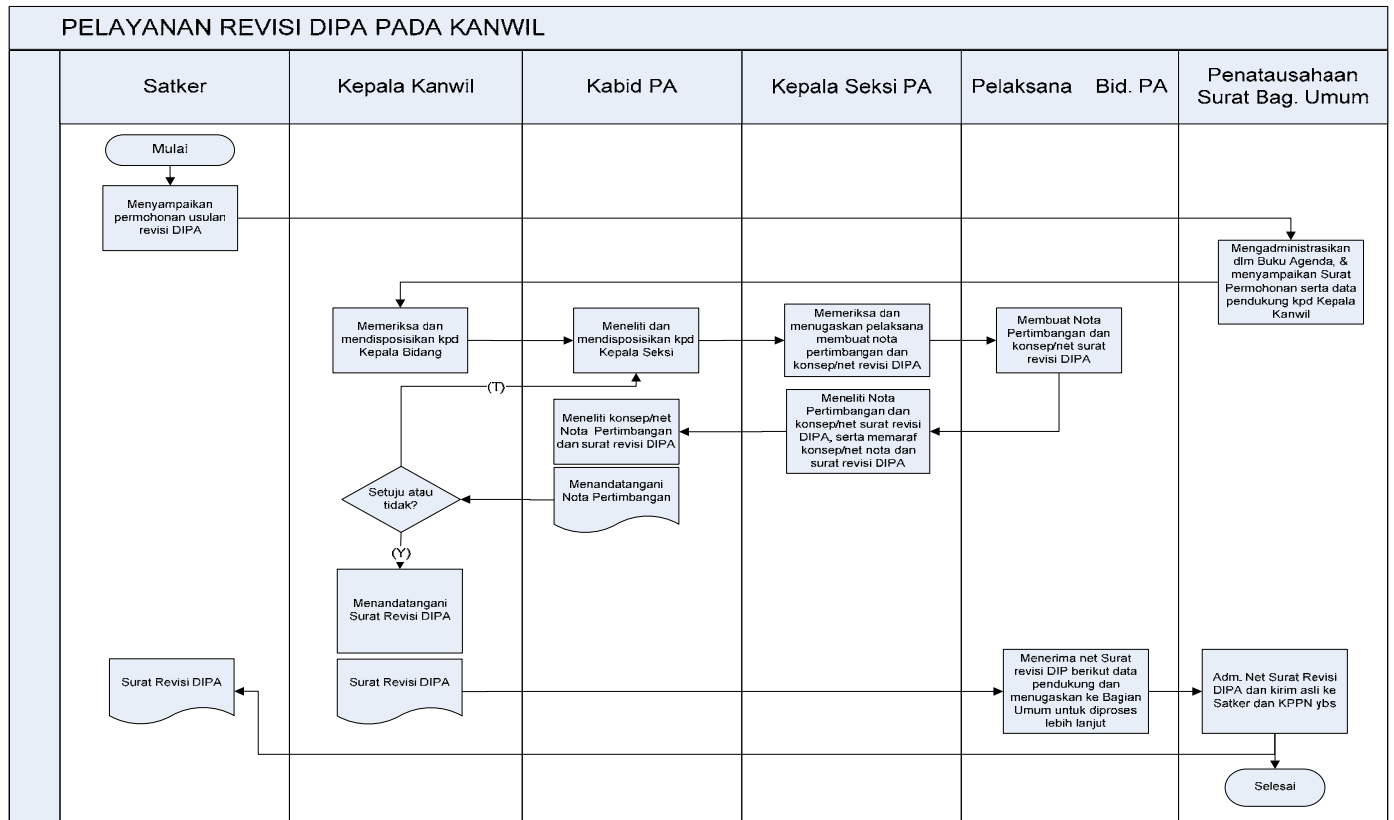 PELAYANAN REVISI DIPA PADA KANWIL
Satker
Kepala Kanwil
Kabid PA
Kepala Seksi PA
Pelaksana Bid. PA
Penatausahaan
Surat Bag. Umum
Mulai
Menyampaikan
permohonan usulan
revisi DIPA
Mengadministrasikan
dlm Buku Agenda, &
menyampaikan Surat
Permohonan serta data
pendukung kpd Kepala
Kanwil
Memeriksa dan
mendisposisikan kpd
Kepala Bidang
Meneliti dan
mendisposisikan kpd
Kepala Seksi
Memeriksa dan
menugaskan pelaksana
membuat nota
pertimbangan dan
konsep/net revisi DIPA
Membuat Nota
Pertimbangan dan
konsep/net surat
revisi DIPA
(T)
Meneliti Nota
Pertimbangan dan
konsep/net surat revisi
DIPA, serta memaraf
konsep/net nota dan
surat revisi DIPA
Meneliti konsep/net
Nota Pertimbangan
dan surat revisi DIPA
Menandatangani
Nota Pertimbangan
Setuju atau
tidak?
(Y)
Menandatangani
Surat Revisi DIPA
Surat Revisi DIPA
Surat Revisi DIPA
Menerima net Surat
revisi DIP berikut data
pendukung dan
menugaskan ke Bagian
Umum untuk diproses
lebih lanjut
Adm. Net Surat Revisi
DIPA dan kirim asli ke
Satker dan KPPN ybs
Selesai